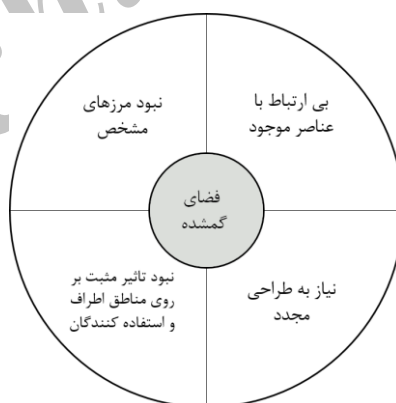 بی ارتباط با
عناصر موجود
نبود مرزهای
مشخص
فضای
گمشده
نیاز به طراحی
مجدد
نبود تاثیر مثبت بر
روی مناطق اطراف
و استفاده کنندگان